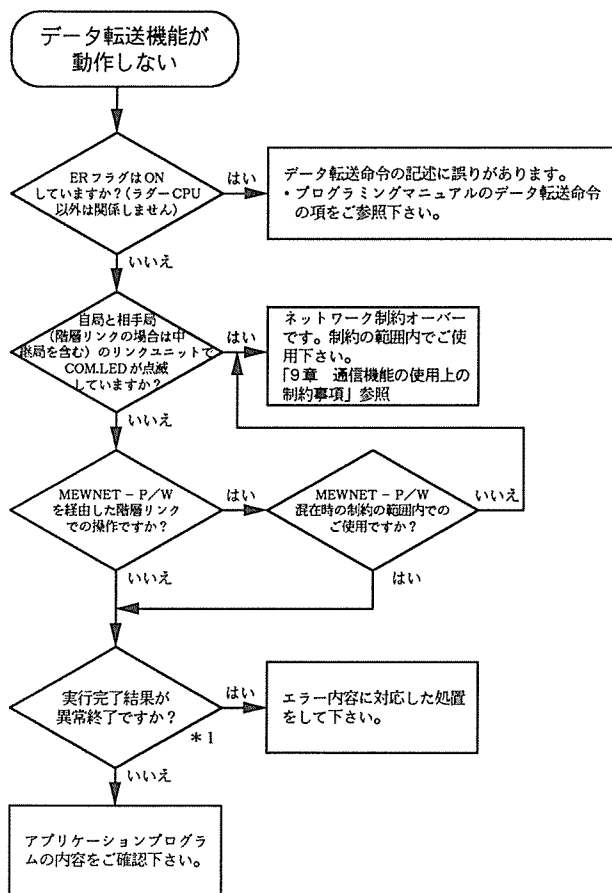 データ転送機能が
動作しない
ERフラグはON
していますか？(ラダーCPU
以外は関係しません)
はい
データ転送命令の記述に誤りがあります。
・プログラミングマニュアルのデータ転送命令
の項をご参照下さい。
いいえ
自局と相手局
(階層リンクの場合は中
継局を含む)のリンクユニットで
COM.LEDが点滅
していますか？
はい
ネットワーク制約オーバー
です。制約の範囲内でご使
用下さい。
「9章　通信機能の使用上の
制約事項」参照
いいえ
MEWNET－P／W
を経由した階層リンク
での操作ですか？
はい
MEWNET－P／W
混在時の制約の範囲内での
ご使用ですか？
いいえ
いいえ
はい
実行完了結果が
異常終了ですか？
＊1
はい
エラー内容に対応した処置
をして下さい。
いいえ
アプリケーションプログラ
ムの内容をご確認下さい。